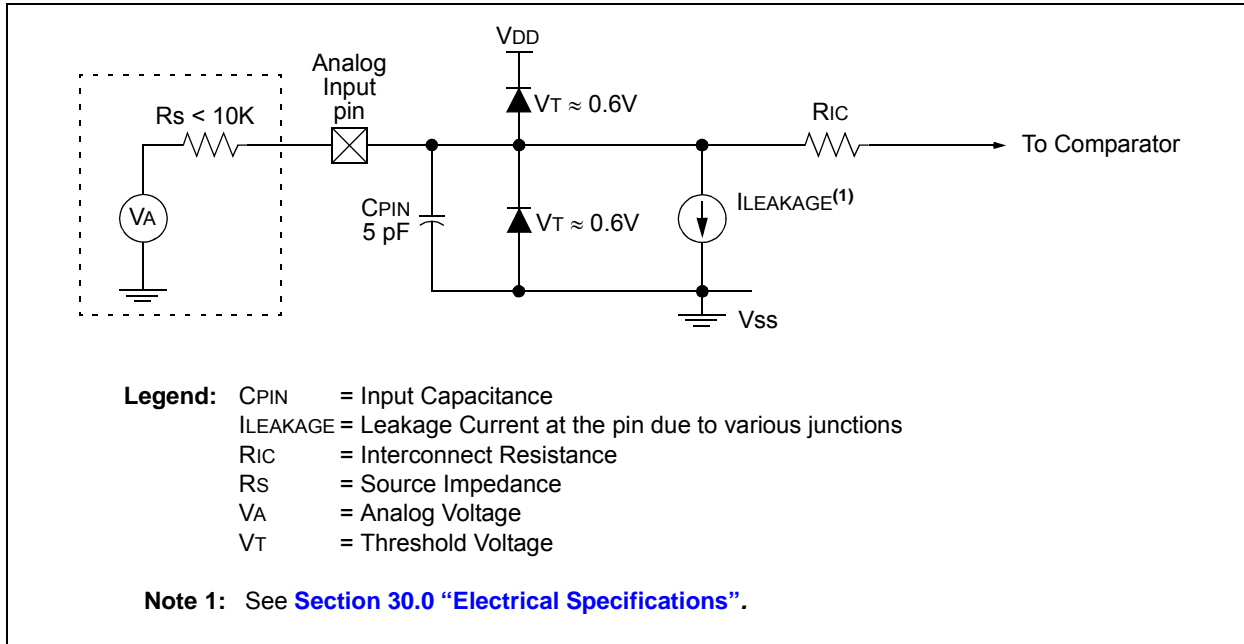 VDD
Analog
Input
pin
Rs < 10K
VT ≈ 0.6V
RIC
To Comparator
VA
CPIN
5 pF
VT ≈ 0.6V
ILEAKAGE(1)
Vss
Legend: CPIN = Input Capacitance
ILEAKAGE = Leakage Current at the pin due to various junctions
RIC = Interconnect Resistance
RS = Source Impedance
VA = Analog Voltage
VT = Threshold Voltage
Note 1: See Section 30.0 “Electrical Specifications”.